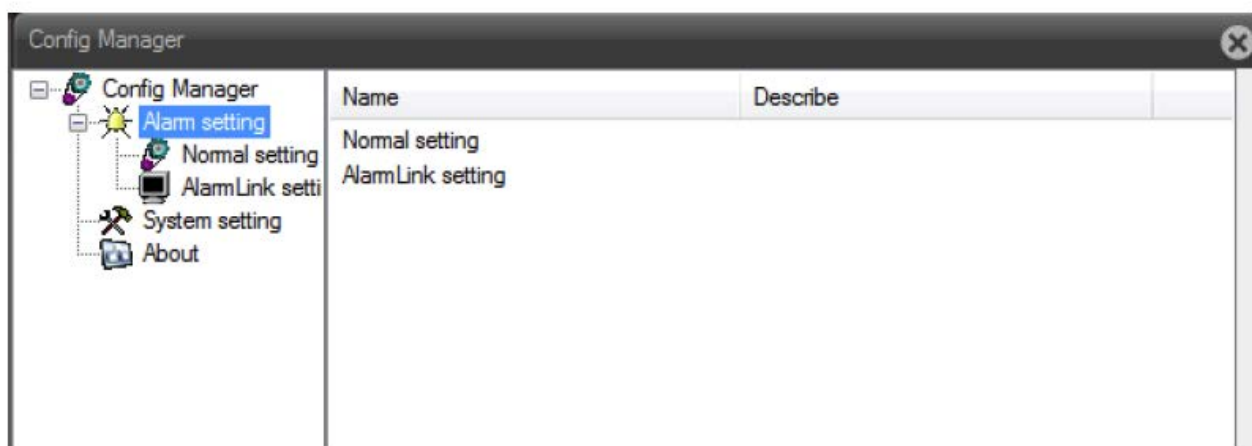 Config Manager
Config Manager
Alarm setting
Normal setting
AlarmLink setti
System setting
About
Name Describe
Normal setting
AlarmLink setting